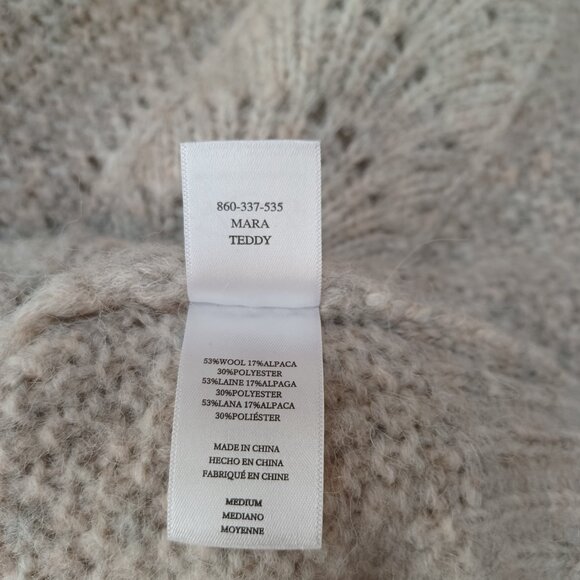 860-337-535
MARA
TEDDY
53%WOOL 17%ALPACA
30%POLYESTER
53%LAINE 17%ALPAGA
30%POLYESTER
53%LANA 17%ALPACA
30%POLIÉSTER
MADE IN CHINA
HECHO EN CHINA
FABRIQUÉ EN CHINE
MEDIUM
MEDIANO
MOYENNE